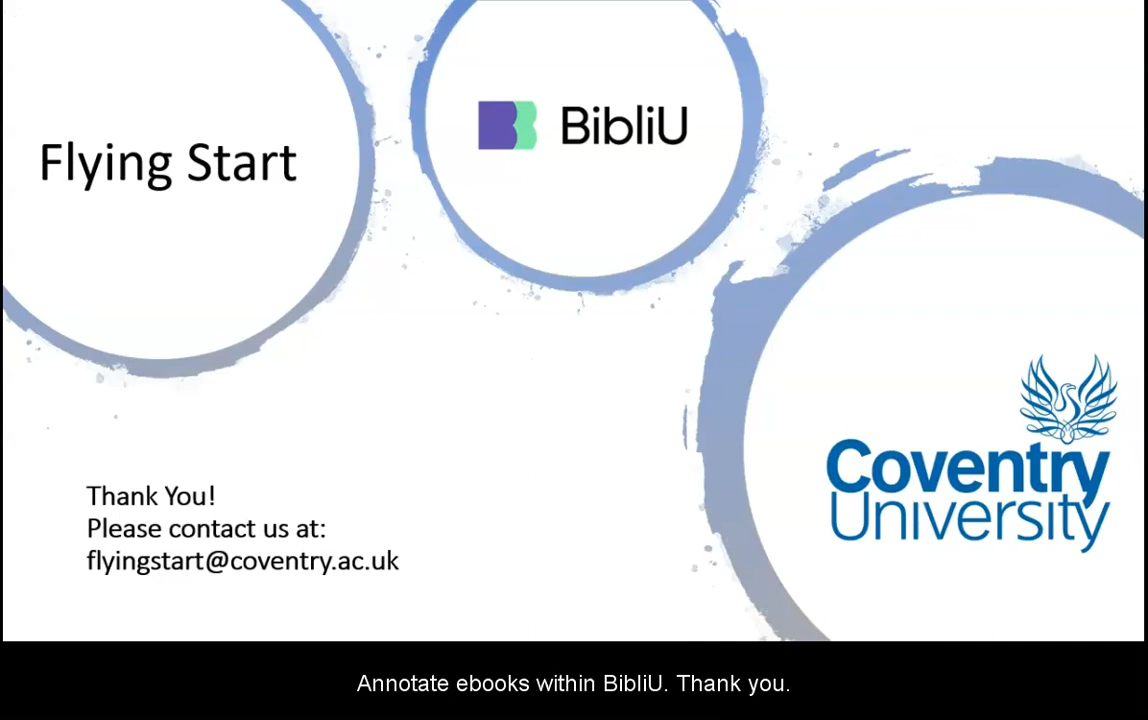 Flying Start
BibliU
Coventry
University
Thank You!
Please contact us at:
flyingstart@coventry.ac.uk
Annotate ebooks within BibliU. Thank you.